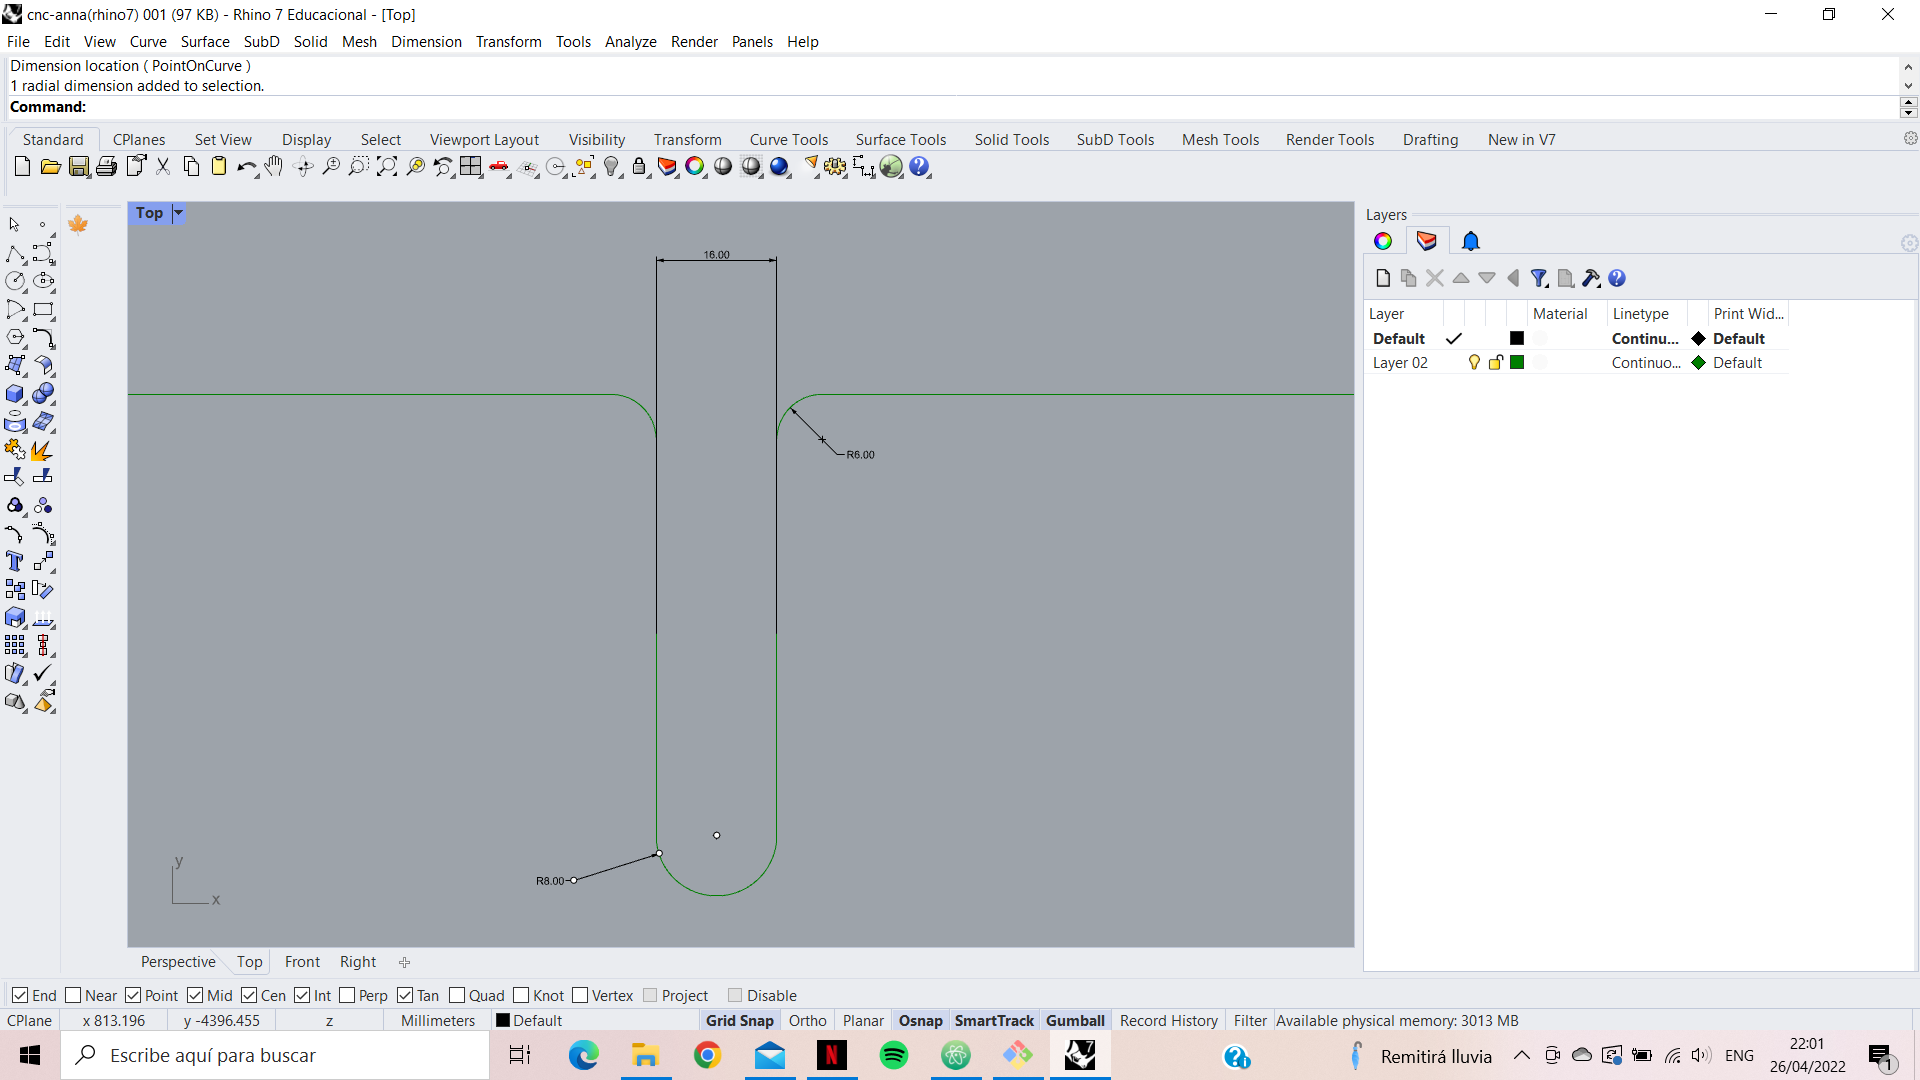 cnc-anna(rhino7) 001 (97 KB) - Rhino 7 Educacional - [Top]
File Edit View Curve Surface SubD Solid Mesh Dimension Transform Tools Analyze Render Panels Help
Dimension location ( PointOnCurve )
1 radial dimension added to selection.
Command:
Standard CPlanes Set View Display Select Viewport Layout Visibility Transform Curve Tools Surface Tools Solid Tools SubD Tools Mesh Tools Render Tools Drafting New in V7
Top
16.00
R6.00
R8.00
y
x
Layers
Layer Material Linetype Print Wid...
Default Continu... Default
Layer 02 Continuo... Default
Perspective Top Front Right
End Near Point Mid Cen Int Perp Tan Quad Knot Vertex Project Disable
CPlane x 813.196 y -4396.455 z Millimeters Default Grid Snap Ortho Planar Osnap SmartTrack Gumball Record History Filter Available physical memory: 3013 MB
Escribe aquí para buscar
N
7
Remitirá lluvia
ENG
22:01
26/04/2022
1